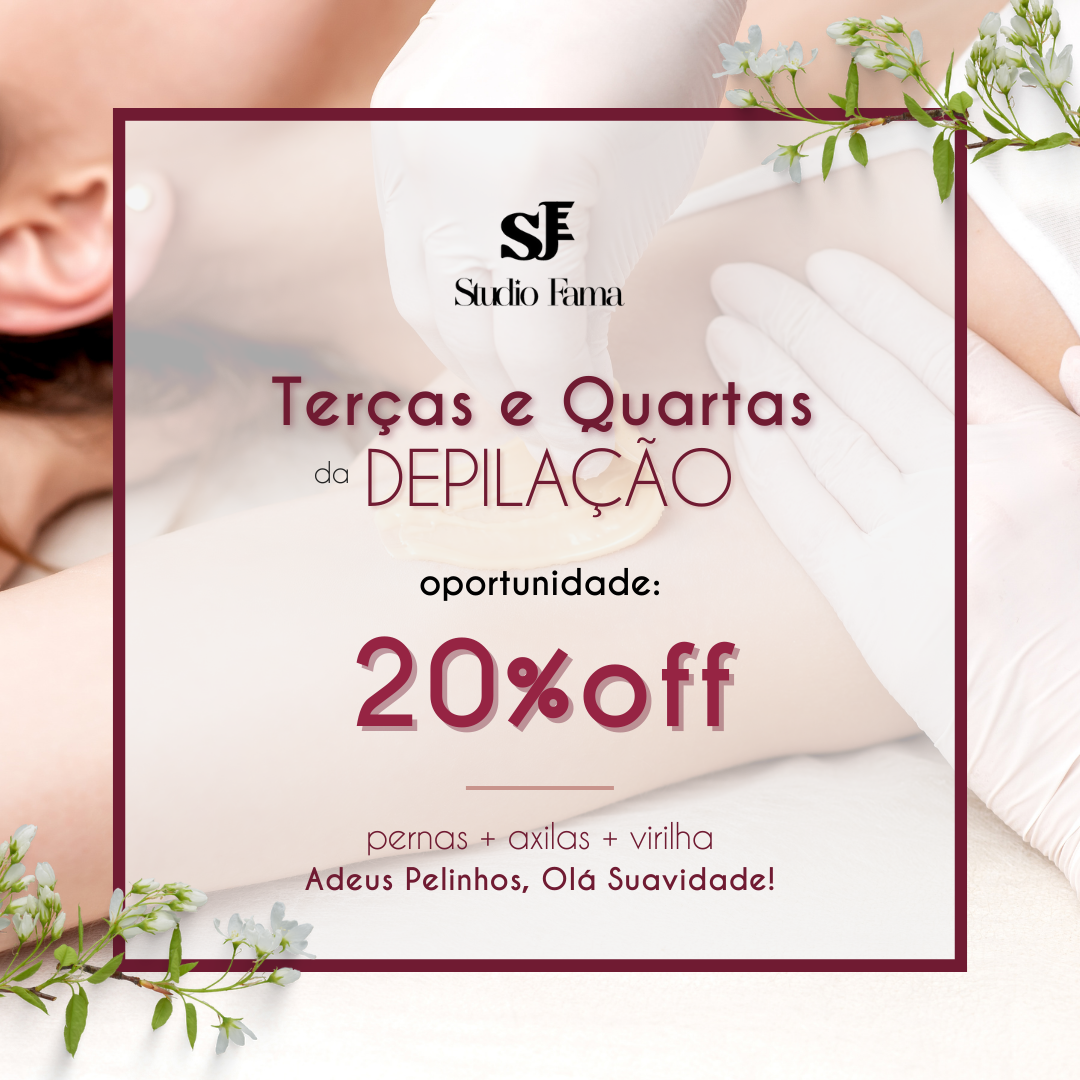 SF
Studio Fama
Terças e Quartas
da DEPILAÇÃO
oportunidade:
20%off
pernas + axilas + virilha
Adeus Pelinhos, Olá Suavidade!